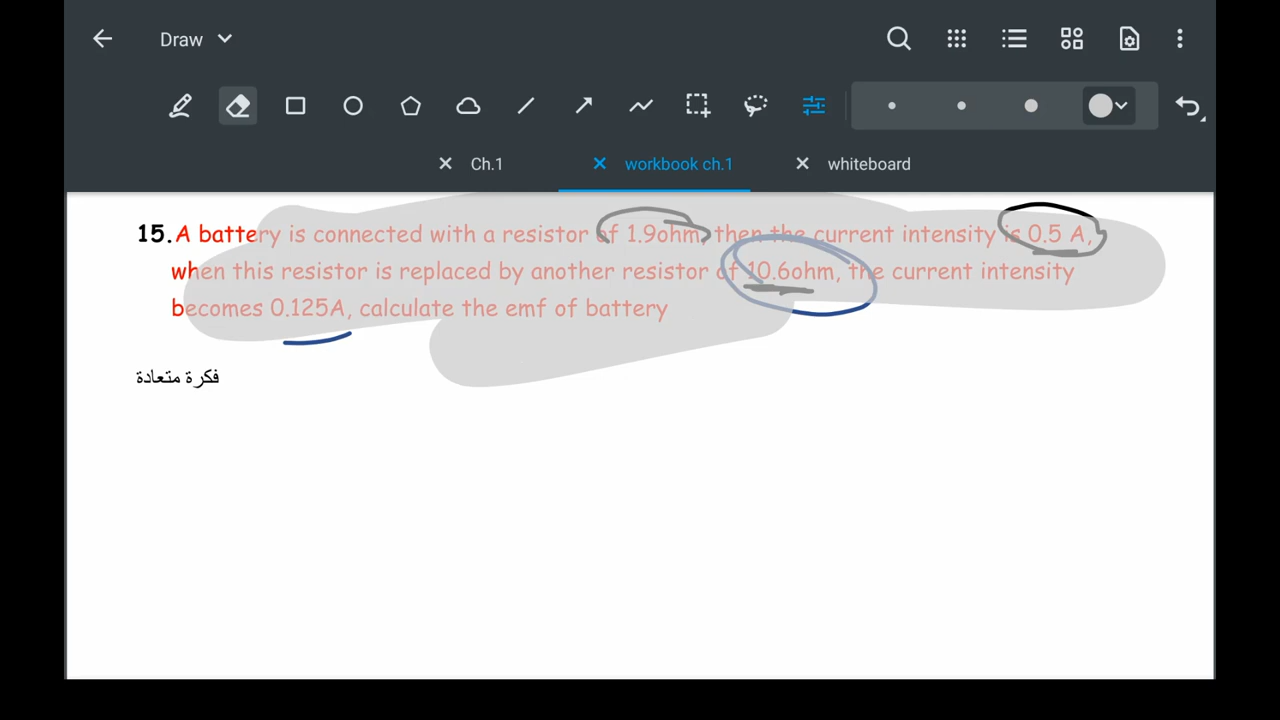 Draw
Ch.1
workbook ch.1
whiteboard
15. A battery is connected with a resistor of 1.9ohm, then the current intensity is 0.5 A,
when this resistor is replaced by another resistor of 10.6ohm, the current intensity
becomes 0.125A, calculate the emf of battery
فكرة متعادة